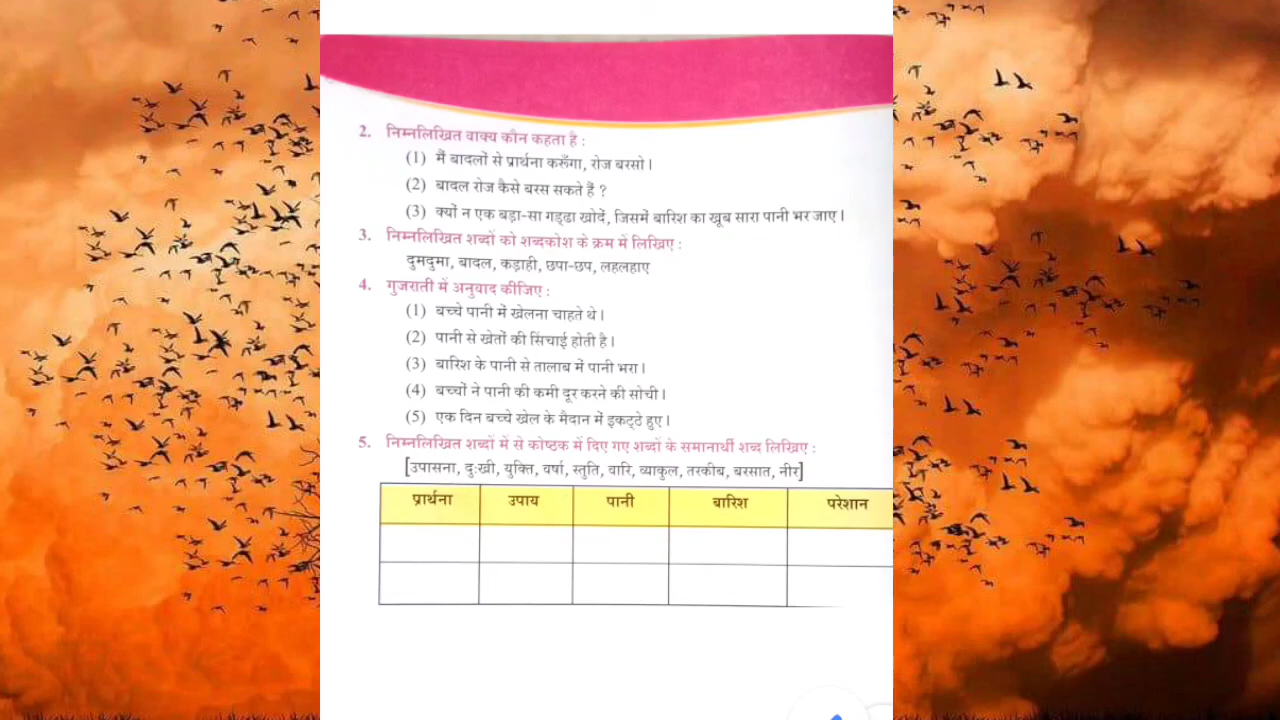 2. निम्नलिखित वाक्य कौन कहता है :
(1) मैं बादलों से प्रार्थना करूँगा, रोज बरसो ।
(2) बादल रोज कैसे बरस सकते हैं ?
(3) क्यों न एक बड़ा-सा गड्ढा खोदें, जिसमें बारिश का खूब सारा पानी भर जाए ।
3. निम्नलिखित शब्दों को शब्दकोश के क्रम में लिखिए :
दुमदुमा, बादल, कड़ाही, छपा-छप, लहलहाए
4. गुजराती में अनुवाद कीजिए :
(1) बच्चे पानी में खेलना चाहते थे ।
(2) पानी से खेतों की सिंचाई होती है ।
(3) बारिश के पानी से तालाब में पानी भरा ।
(4) बच्चों ने पानी की कमी दूर करने की सोची ।
(5) एक दिन बच्चे खेल के मैदान में इकट्ठे हुए ।
5. निम्नलिखित शब्दों में से कोष्ठक में दिए गए शब्दों के समानार्थी शब्द लिखिए :
[उपासना, दुःखी, युक्ति, वर्षा, स्तुति, वारि, व्याकुल, तरकीब, बरसात, नीर]
प्रार्थना उपाय पानी बारिश परेशान